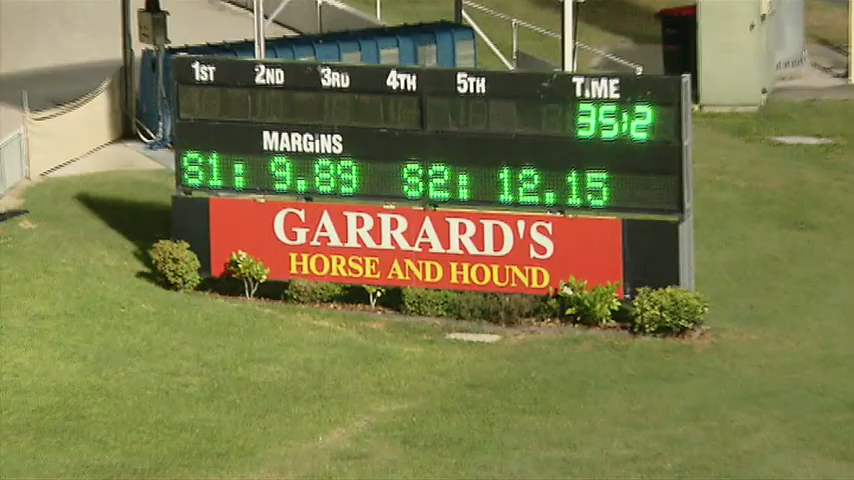 1ST 2ND 3RD 4TH 5TH TIME
35:2
MARGINS
S1: 9.89 S2: 12.15
GARRARD'S
HORSE AND HOUND